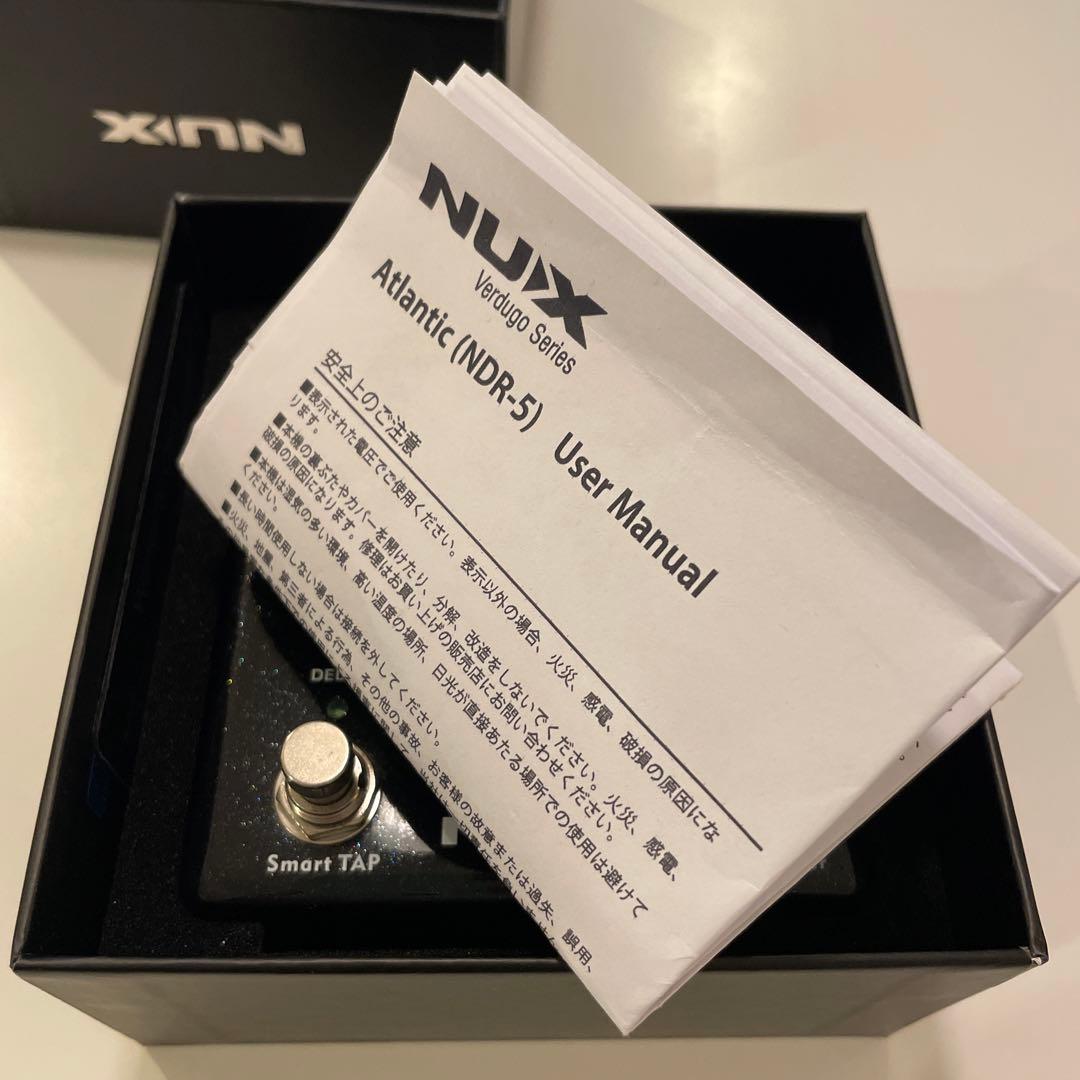 NUX
NUX
Verdugo Series
Atlantic (NDR-5) User Manual
安全上のご注意
■表示された電圧でご使用ください。表示以外の場合、火災、感電、破損の原因にな
ります。
■本機の裏ぶたやカバーを開けたり、分解、改造をしないでください。火災、感電、
破損の原因になります。修理はお買い上げの販売店にお問い合わせください。
■本機は湿気の多い環境、高い温度の場所、日光が直接あたる場所での使用は避けて
ください。
■長い時間使用しない場合は接続を外してください。
■火災、地震、第三者による行為、その他の事故、お客様の故意または過失、誤用、
DEL
Smart TAP